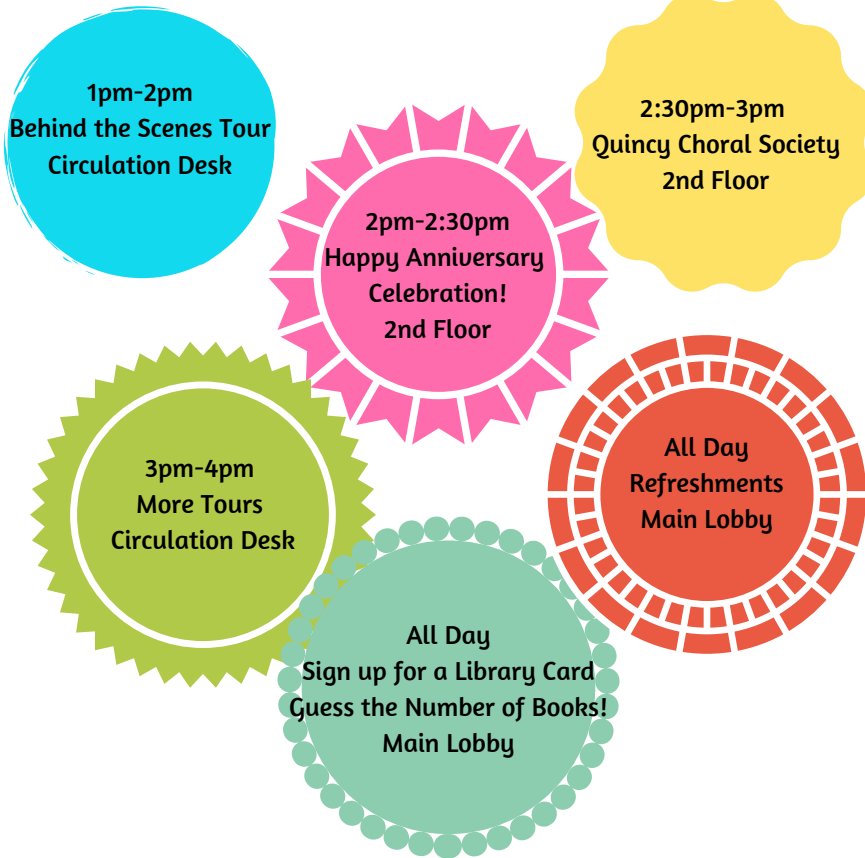 1pm-2pm
Behind the Scenes Tour
Circulation Desk
2pm-2:30pm
Happy Anniversary
Celebration!
2nd Floor
2:30pm-3pm
Quincy Choral Society
2nd Floor
3pm-4pm
More Tours
Circulation Desk
All Day
Refreshments
Main Lobby
All Day
Sign up for a Library Card
Guess the Number of Books!
Main Lobby